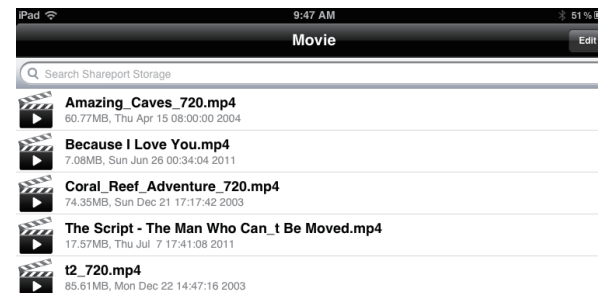 iPad 9:47 AM 51%
Movie Edit
Search Shareport Storage
Amazing_Caves_720.mp4
60.77MB, Thu Apr 15 08:00:00 2004
Because I Love You.mp4
7.08MB, Sun Jun 26 00:34:04 2011
Coral_Reef_Adventure_720.mp4
74.35MB, Sun Dec 21 17:17:42 2003
The Script - The Man Who Can_t Be Moved.mp4
17.57MB, Thu Jul 7 17:41:08 2011
t2_720.mp4
85.61MB, Mon Dec 22 14:47:16 2003